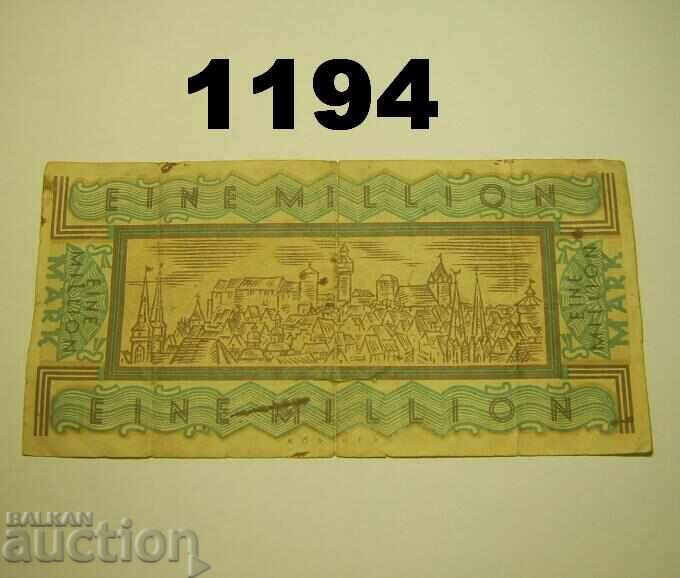 1194
EINE MILLION
EINE
MILLION
MARK
EINE
MILLION
MARK
EINE MILLION
BALKAN
auction